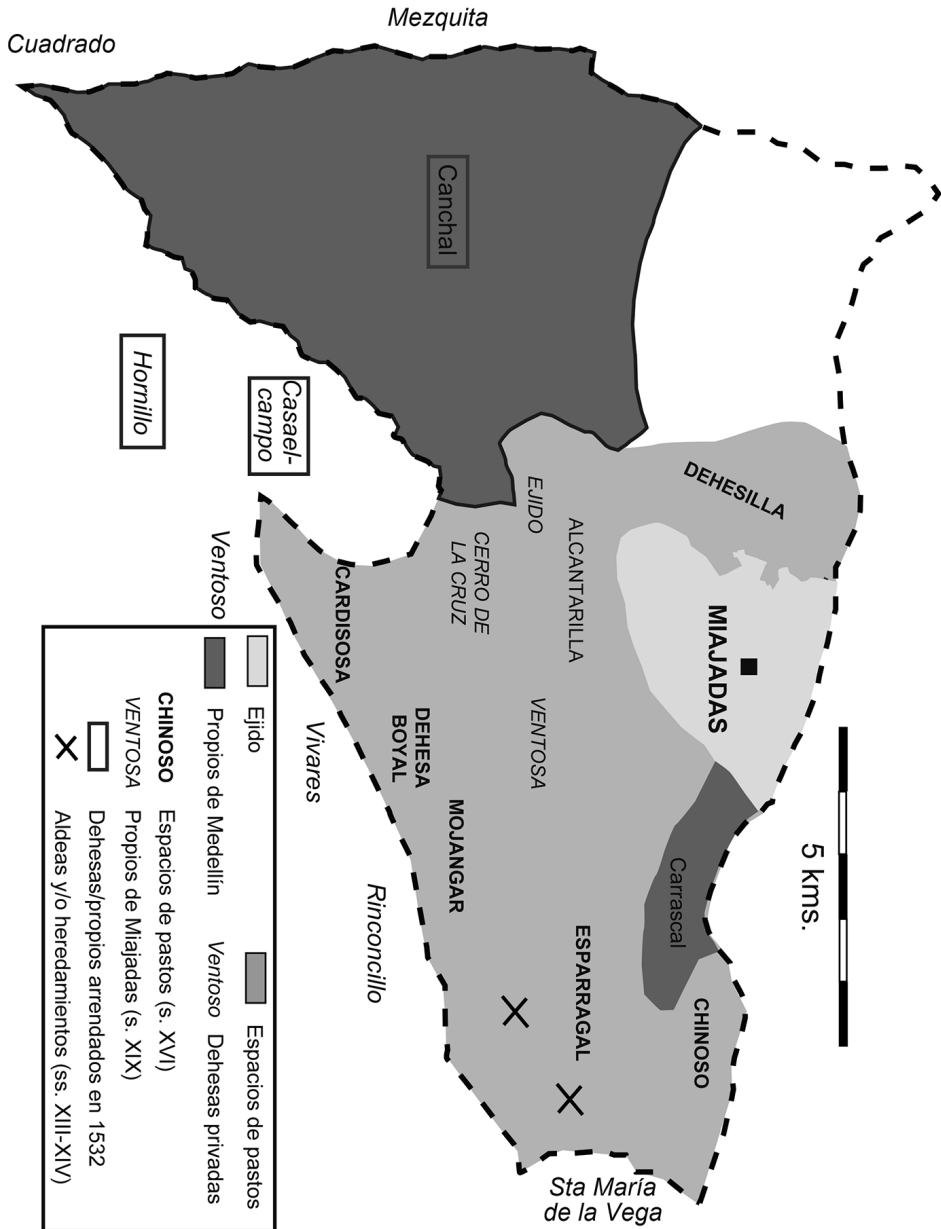 Mezquita
Cuadrado
Canchal
Hornillo
Casael-
campo
DEHESILLA
EJIDO
ALCANTARILLA
CERRO DE
LA CRUZ
MIAJADAS
Ventoso
CARDISOSA
VENTOSA
DEHESA
BOYAL
Vivares
MOJANGAR
Carrascal
5 kms.
Rinconcillo
ESPARRAGAL
CHINOSO
Sta María
de la Vega
Ejido
Espacios de pastos
Propios de Medellín
Ventoso Dehesas privadas
CHINOSO Espacios de pastos (s. XVI)
VENTOSA Propios de Miajadas (s. XIX)
Dehesas/propios arrendados en 1532
Aldeas y/o heredamientos (ss. XIII-XIV)